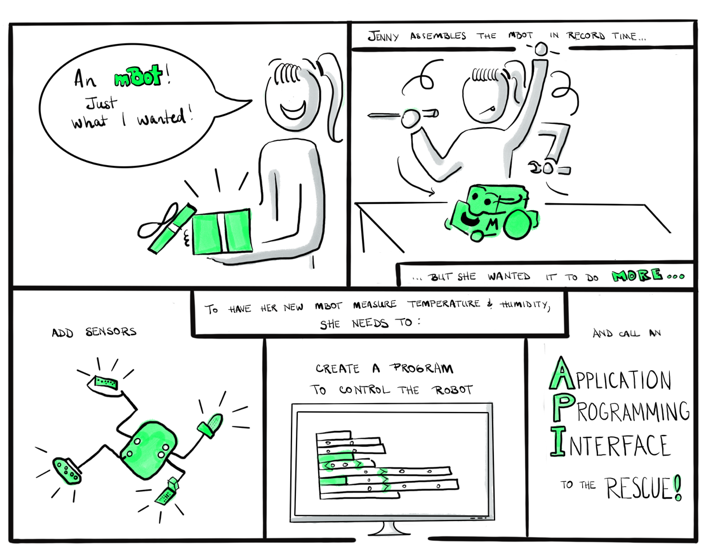 An mBot!
Just
what I wanted!
JENNY ASSEMBLES THE MBOT IN RECORD TIME...
M
... BUT SHE WANTED IT TO DO MORE...
TO HAVE HER NEW MBOT MEASURE TEMPERATURE & HUMIDITY,
SHE NEEDS TO:
ADD SENSORS
CREATE A PROGRAM
TO CONTROL THE ROBOT
AND CALL AN
APPLICATION
PROGRAMMING
INTERFACE
TO THE RESCUE!